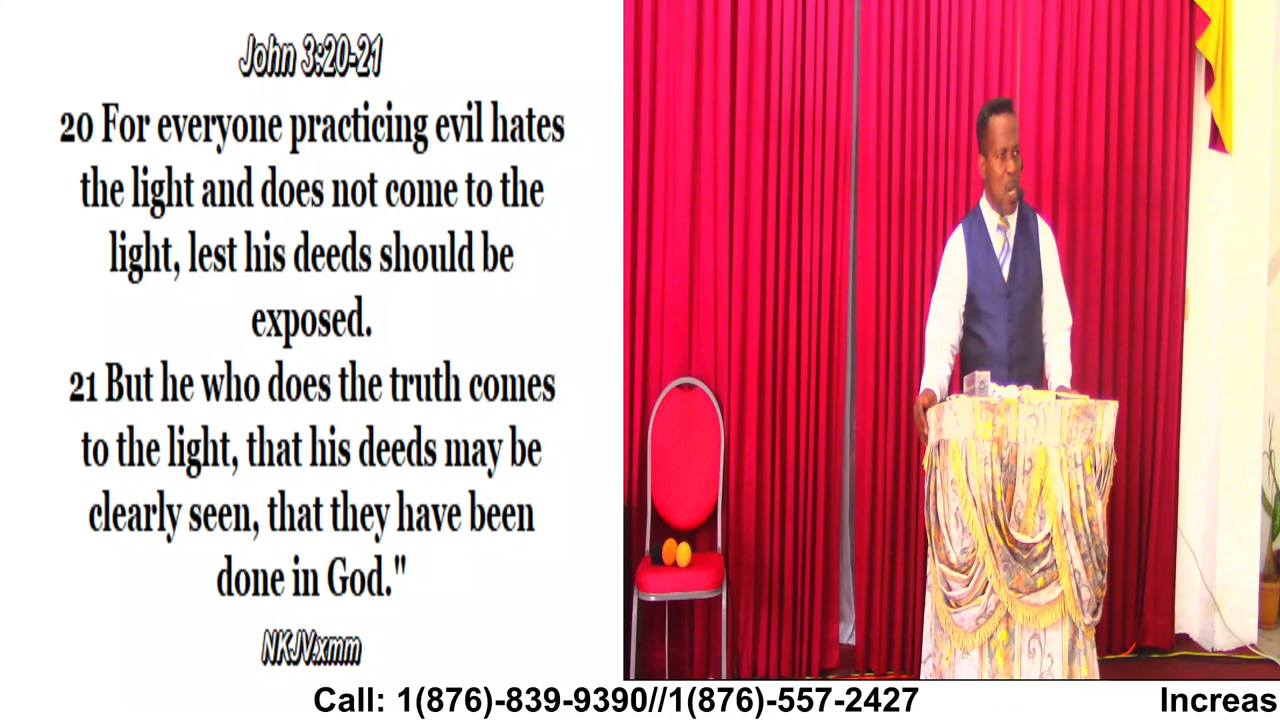 John 3:20-21
20 For everyone practicing evil hates
the light and does not come to the
light, lest his deeds should be
exposed.
21 But he who does the truth comes
to the light, that his deeds may be
clearly seen, that they have been
done in God."
NKJV.xmm
Call: 1(876)-839-9390//1(876)-557-2427
Increas